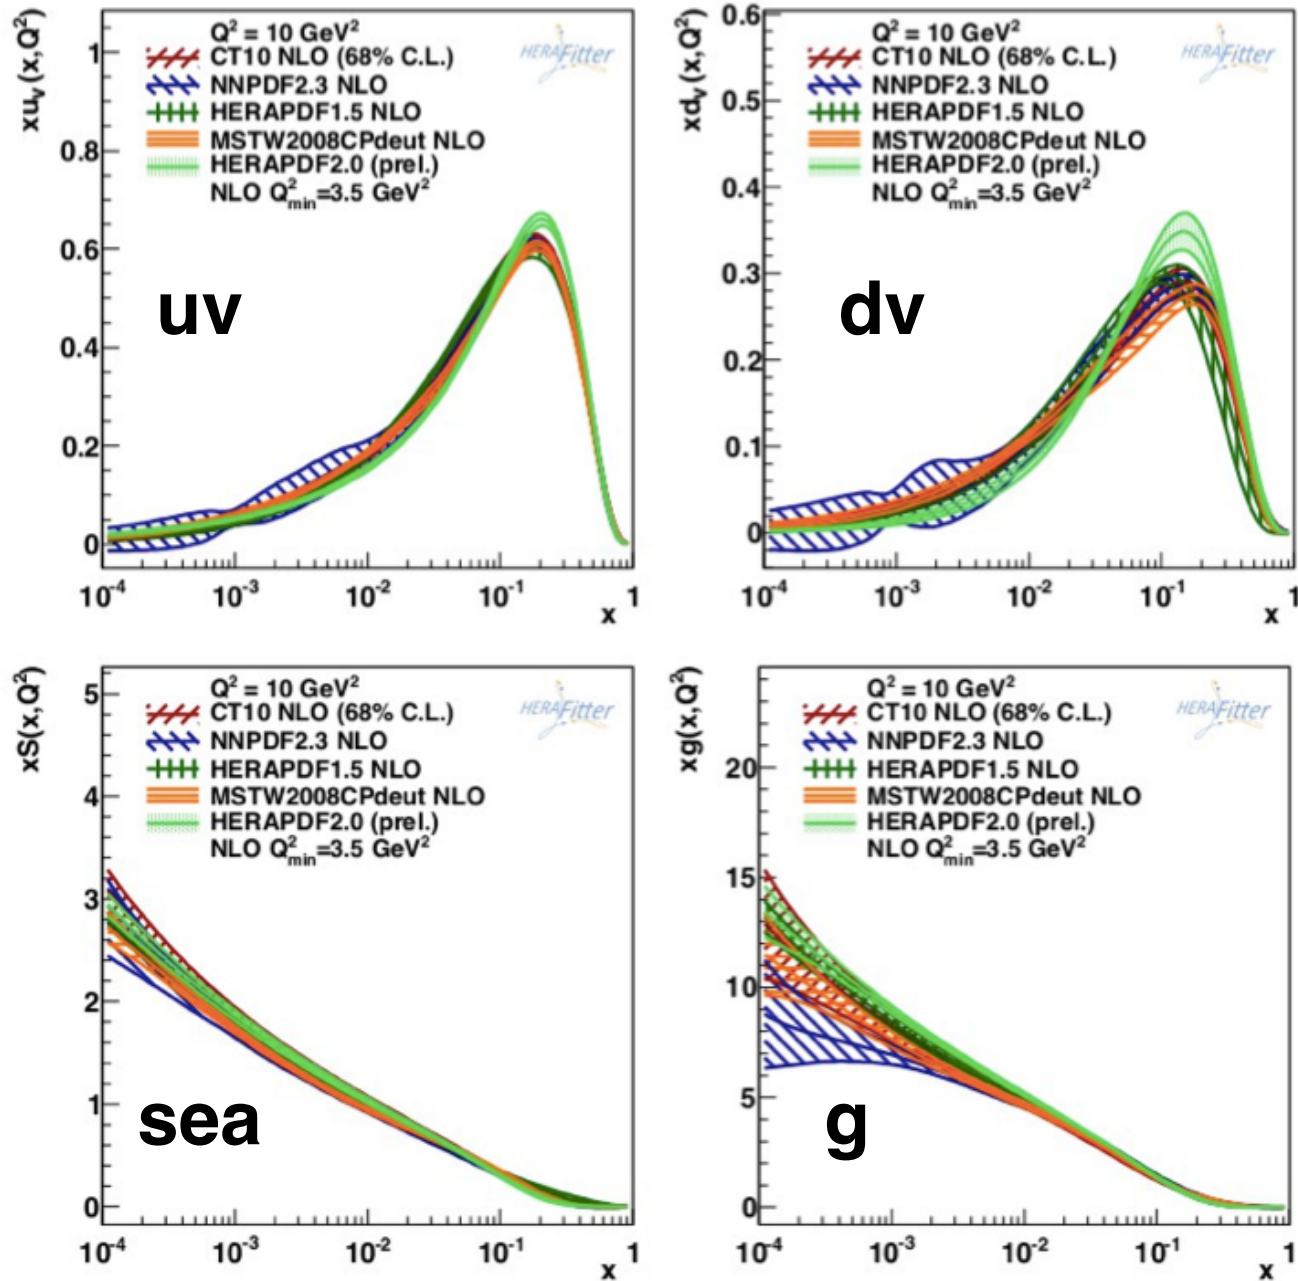 xu_v(x,Q²)
Q² = 10 GeV²
CT10 NLO (68% C.L.)
NNPDF2.3 NLO
HERAPDF1.5 NLO
MSTW2008CPdeut NLO
HERAPDF2.0 (prel.)
NLO Q²_min=3.5 GeV²
HERAFitter
uv
1
0.8
0.6
0.4
0.2
0
10⁻⁴ 10⁻³ 10⁻² 10⁻¹ 1
x
xd_v(x,Q²)
Q² = 10 GeV²
CT10 NLO (68% C.L.)
NNPDF2.3 NLO
HERAPDF1.5 NLO
MSTW2008CPdeut NLO
HERAPDF2.0 (prel.)
NLO Q²_min=3.5 GeV²
HERAFitter
dv
0.6
0.5
0.4
0.3
0.2
0.1
0
10⁻⁴ 10⁻³ 10⁻² 10⁻¹ 1
x
xS(x,Q²)
Q² = 10 GeV²
CT10 NLO (68% C.L.)
NNPDF2.3 NLO
HERAPDF1.5 NLO
MSTW2008CPdeut NLO
HERAPDF2.0 (prel.)
NLO Q²_min=3.5 GeV²
HERAFitter
sea
5
4
3
2
1
0
10⁻⁴ 10⁻³ 10⁻² 10⁻¹ 1
x
xg(x,Q²)
Q² = 10 GeV²
CT10 NLO (68% C.L.)
NNPDF2.3 NLO
HERAPDF1.5 NLO
MSTW2008CPdeut NLO
HERAPDF2.0 (prel.)
NLO Q²_min=3.5 GeV²
HERAFitter
g
20
15
10
5
0
10⁻⁴ 10⁻³ 10⁻² 10⁻¹ 1
x